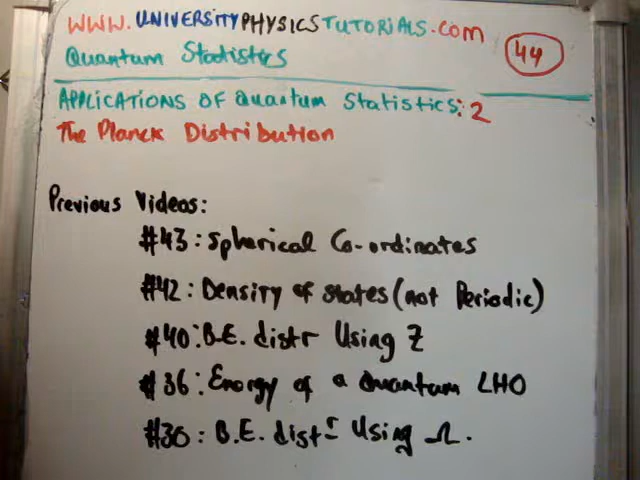 WWW.UNIVERSITYPHYSICSTUTORIALS.COM
Quantum Statistics
44
APPLICATIONS OF Quantum Statistics: 2
The Planck Distribution
Previous Videos:
#43: Spherical Co-ordinates
#42: Density of states (not Periodic)
#40: B.E. distr Using Z
#36: Energy of a Quantum LHO
#30: B.E. distr Using Ω.